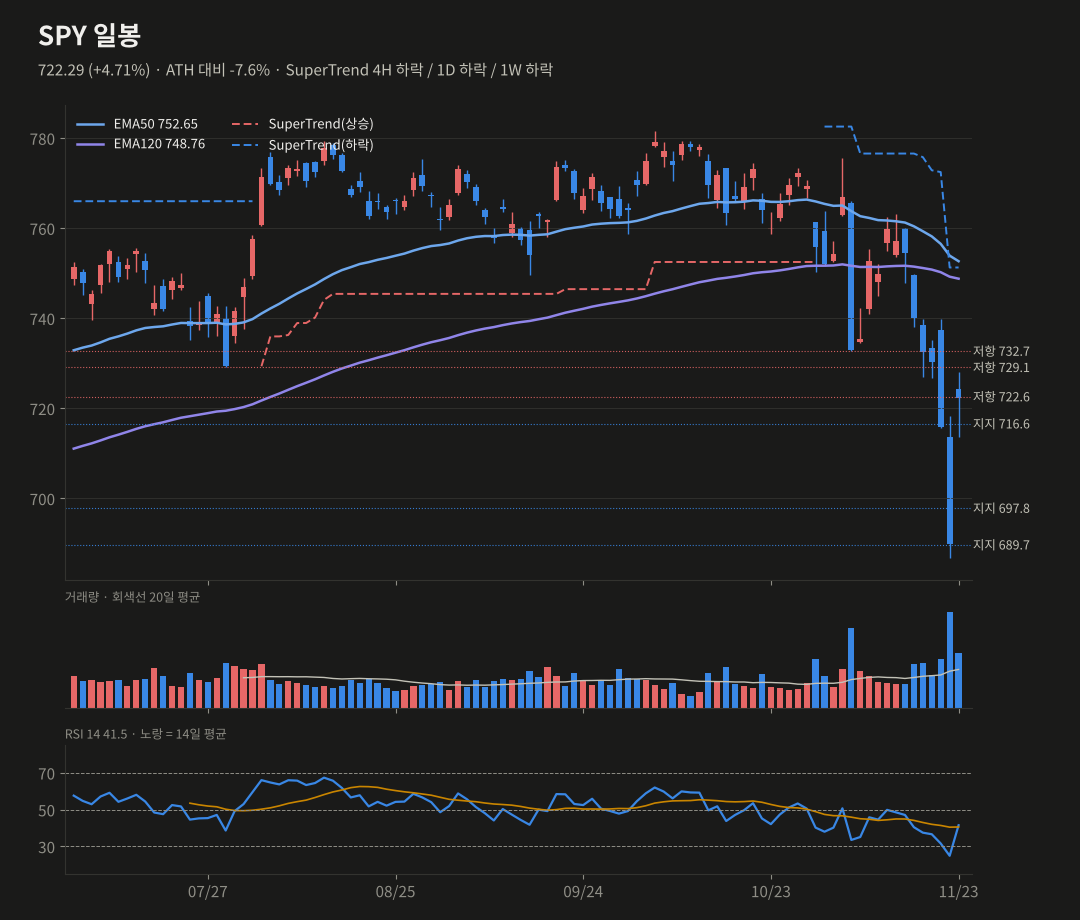 SPY 일봉
722.29 (+4.71%) · ATH 대비 -7.6% · SuperTrend 4H 하락 / 1D 하락 / 1W 하락
EMA50 752.65
EMA120 748.76
SuperTrend(상승)
SuperTrend(하락)
780
760
740
720
700
저항 732.7
저항 729.1
저항 722.6
지지 716.6
지지 697.8
지지 689.7
거래량 · 회색선 20일 평균
RSI 14 41.5 · 노랑 = 14일 평균
70
50
30
07/27
08/25
09/24
10/23
11/23